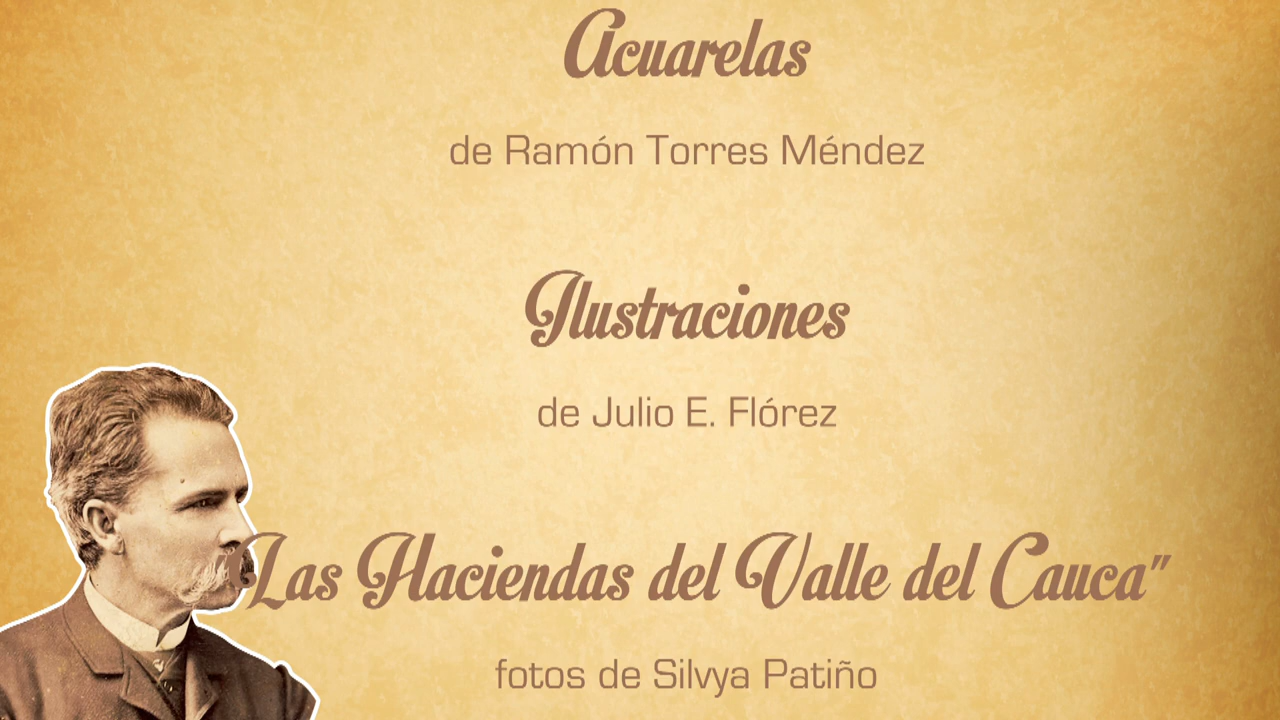 Acuarelas
de Ramón Torres Méndez
Ilustraciones
de Julio E. Flórez
"Las Haciendas del Valle del Cauca"
fotos de Silvya Patiño